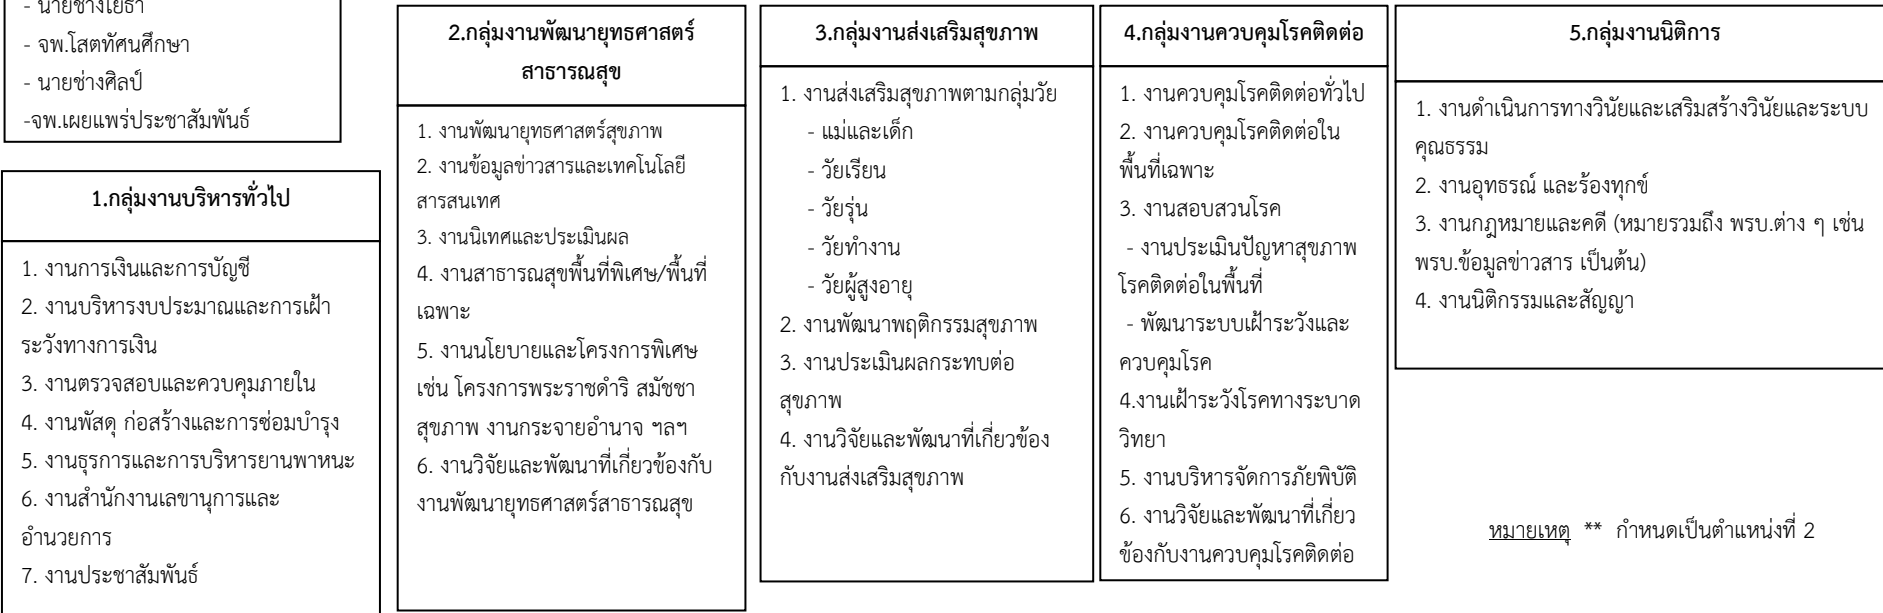 - นายช่างโยธา
- จพ.โสตทัศนศึกษา
- นายช่างศิลป์
-จพ.เผยแพร่ประชาสัมพันธ์
1.กลุ่มงานบริหารทั่วไป
1. งานการเงินและการบัญชี
2. งานบริหารงบประมาณและการเฝ้า
ระวังทางการเงิน
3. งานตรวจสอบและควบคุมภายใน
4. งานพัสดุ ก่อสร้างและการซ่อมบำรุง
5. งานธุรการและการบริหารยานพาหนะ
6. งานสำนักงานเลขานุการและ
อำนวยการ
7. งานประชาสัมพันธ์
2.กลุ่มงานพัฒนายุทธศาสตร์
สาธารณสุข
1. งานพัฒนายุทธศาสตร์สุขภาพ
2. งานข้อมูลข่าวสารและเทคโนโลยี
สารสนเทศ
3. งานนิเทศและประเมินผล
4. งานสาธารณสุขพื้นที่พิเศษ/พื้นที่
เฉพาะ
5. งานนโยบายและโครงการพิเศษ
เช่น โครงการพระราชดำริ สมัชชา
สุขภาพ งานกระจายอำนาจ ฯลฯ
6. งานวิจัยและพัฒนาที่เกี่ยวข้องกับ
งานพัฒนายุทธศาสตร์สาธารณสุข
3.กลุ่มงานส่งเสริมสุขภาพ
1. งานส่งเสริมสุขภาพตามกลุ่มวัย
- แม่และเด็ก
- วัยเรียน
- วัยรุ่น
- วัยทำงาน
- วัยผู้สูงอายุ
2. งานพัฒนาพฤติกรรมสุขภาพ
3. งานประเมินผลกระทบต่อ
สุขภาพ
4. งานวิจัยและพัฒนาที่เกี่ยวข้อง
กับงานส่งเสริมสุขภาพ
4.กลุ่มงานควบคุมโรคติดต่อ
1. งานควบคุมโรคติดต่อทั่วไป
2. งานควบคุมโรคติดต่อใน
พื้นที่เฉพาะ
3. งานสอบสวนโรค
- งานประเมินปัญหาสุขภาพ
โรคติดต่อในพื้นที่
- พัฒนาระบบเฝ้าระวังและ
ควบคุมโรค
4.งานเฝ้าระวังโรคทางระบาด
วิทยา
5. งานบริหารจัดการภัยพิบัติ
6. งานวิจัยและพัฒนาที่เกี่ยว
ข้องกับงานควบคุมโรคติดต่อ
5.กลุ่มงานนิติการ
1. งานดำเนินการทางวินัยและเสริมสร้างวินัยและระบบ
คุณธรรม
2. งานอุทธรณ์ และร้องทุกข์
3. งานกฎหมายและคดี (หมายรวมถึง พรบ.ต่าง ๆ เช่น
พรบ.ข้อมูลข่าวสาร เป็นต้น)
4. งานนิติกรรมและสัญญา
หมายเหตุ ** กำหนดเป็นตำแหน่งที่ 2